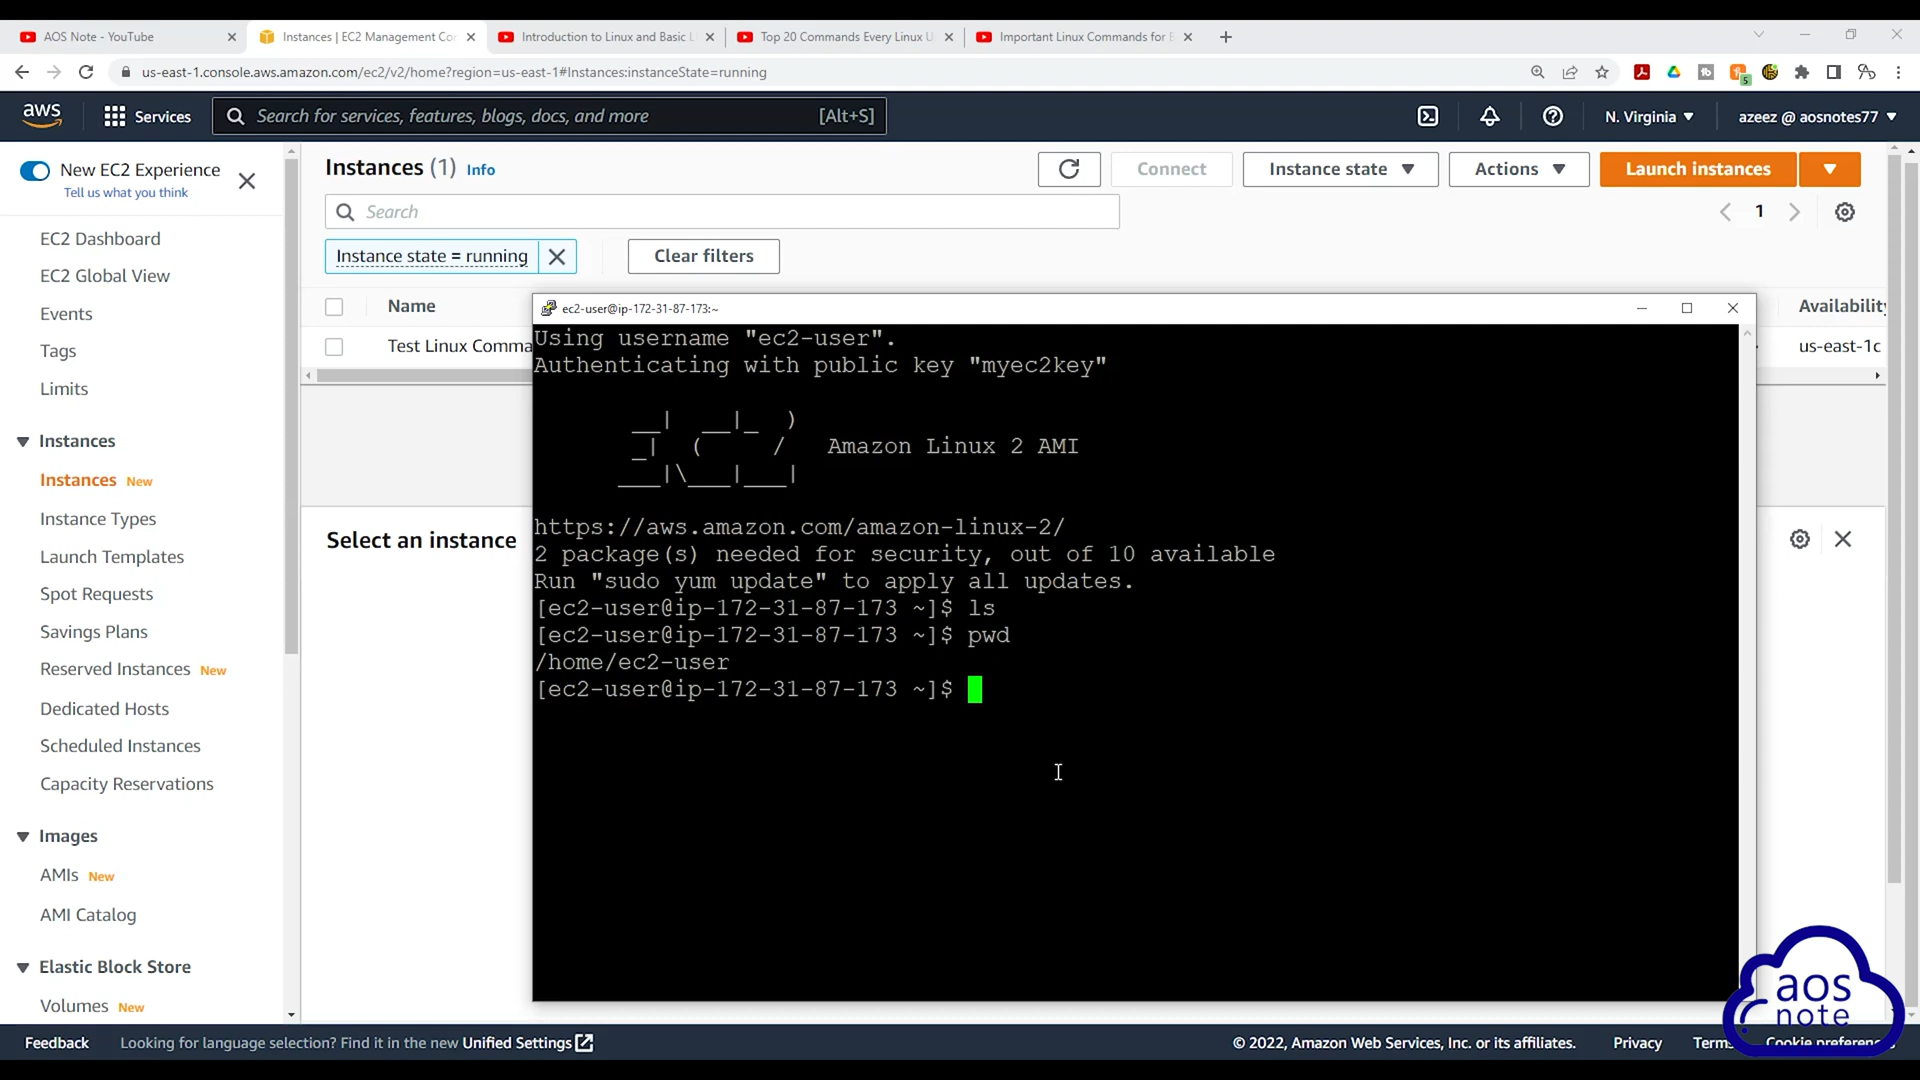 AOS Note - YouTube
Instances | EC2 Management Con
Introduction to Linux and Basic Li
Top 20 Commands Every Linux U
Important Linux Commands for B
us-east-1.console.aws.amazon.com/ec2/v2/home?region=us-east-1#Instances:instanceState=running
5
aws
Services
Search for services, features, blogs, docs, and more
[Alt+S]
N. Virginia
azeez @ aosnotes77
New EC2 Experience
Tell us what you think
EC2 Dashboard
EC2 Global View
Events
Tags
Limits
Instances
Instances New
Instance Types
Launch Templates
Spot Requests
Savings Plans
Reserved Instances New
Dedicated Hosts
Scheduled Instances
Capacity Reservations
Images
AMIs New
AMI Catalog
Elastic Block Store
Volumes New
Instances (1) Info
Connect
Instance state
Actions
Launch instances
Search
1
Instance state = running
Clear filters
Name
Availability
Test Linux Comma
us-east-1c
Select an instance
ec2-user@ip-172-31-87-173:~
Using username "ec2-user".
Authenticating with public key "myec2key"
       __|  __|_  )
       _|  (     /   Amazon Linux 2 AMI
      ___|\___|___|
https://aws.amazon.com/amazon-linux-2/
2 package(s) needed for security, out of 10 available
Run "sudo yum update" to apply all updates.
[ec2-user@ip-172-31-87-173 ~]$ ls
[ec2-user@ip-172-31-87-173 ~]$ pwd
/home/ec2-user
[ec2-user@ip-172-31-87-173 ~]$
aos
note
Feedback
Looking for language selection? Find it in the new Unified Settings
© 2022, Amazon Web Services, Inc. or its affiliates.
Privacy
Terms
Cookie preferences